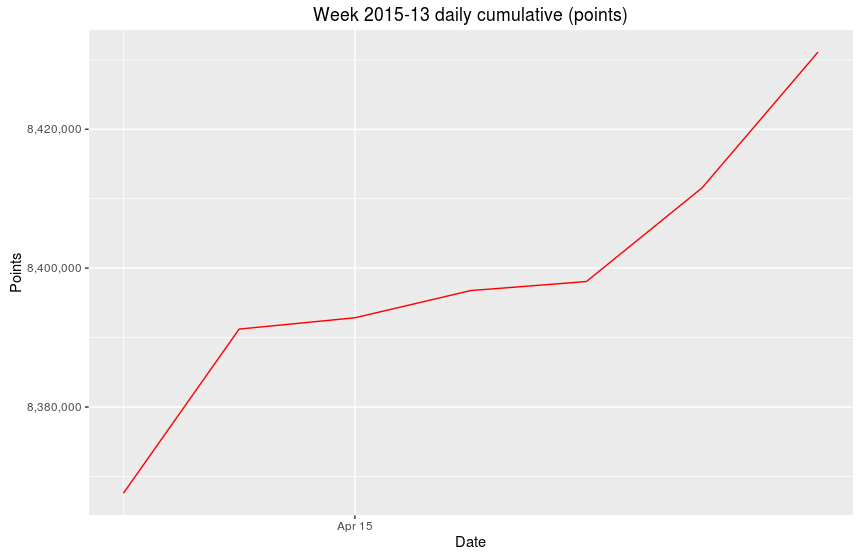 Week 2015-13 daily cumulative (points)
8,420,000
8,400,000
8,380,000
Points
Apr 15
Date